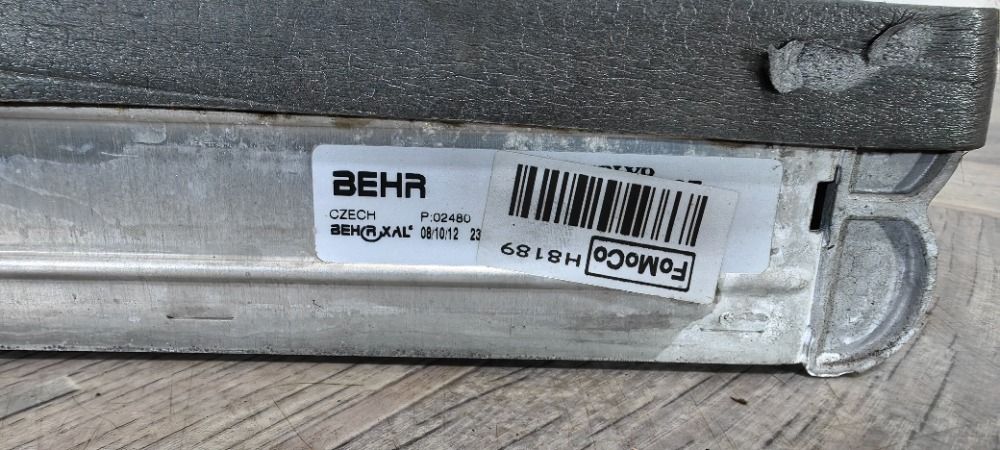 BEHR
CZECH P:02480
BEHR XAL® 08/10/12 23
FoMoCo H8189